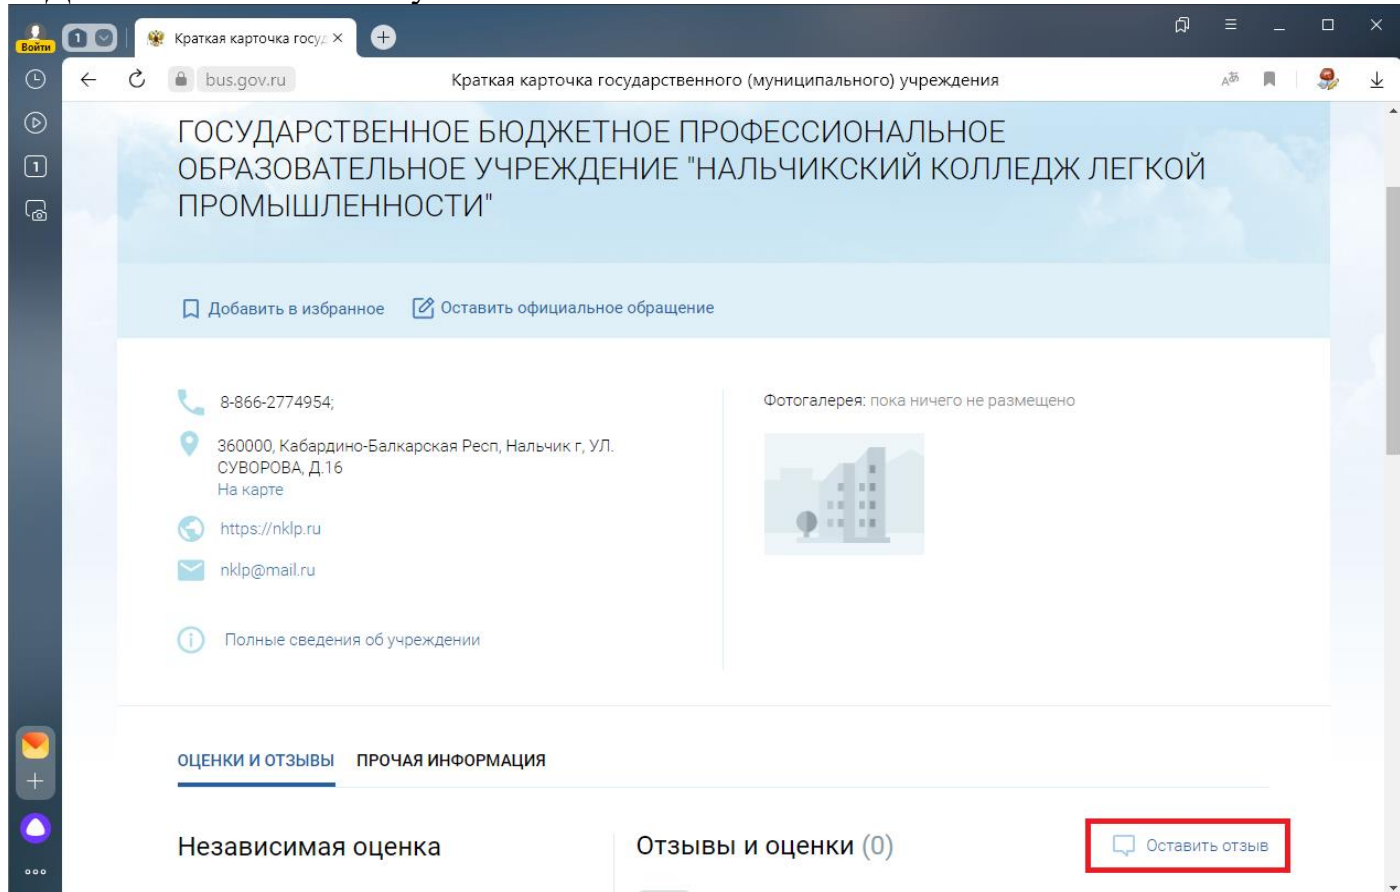 Войти
1
Краткая карточка госуд
bus.gov.ru
Краткая карточка государственного (муниципального) учреждения
1
ГОСУДАРСТВЕННОЕ БЮДЖЕТНОЕ ПРОФЕССИОНАЛЬНОЕ
ОБРАЗОВАТЕЛЬНОЕ УЧРЕЖДЕНИЕ "НАЛЬЧИКСКИЙ КОЛЛЕДЖ ЛЕГКОЙ
ПРОМЫШЛЕННОСТИ"
Добавить в избранное
Оставить официальное обращение
8-866-2774954;
360000, Кабардино-Балкарская Респ, Нальчик г, УЛ.
СУВОРОВА, Д.16
На карте
https://nklp.ru
nklp@mail.ru
Полные сведения об учреждении
Фотогалерея: пока ничего не размещено
ОЦЕНКИ И ОТЗЫВЫ
ПРОЧАЯ ИНФОРМАЦИЯ
Независимая оценка
Отзывы и оценки (0)
Оставить отзыв